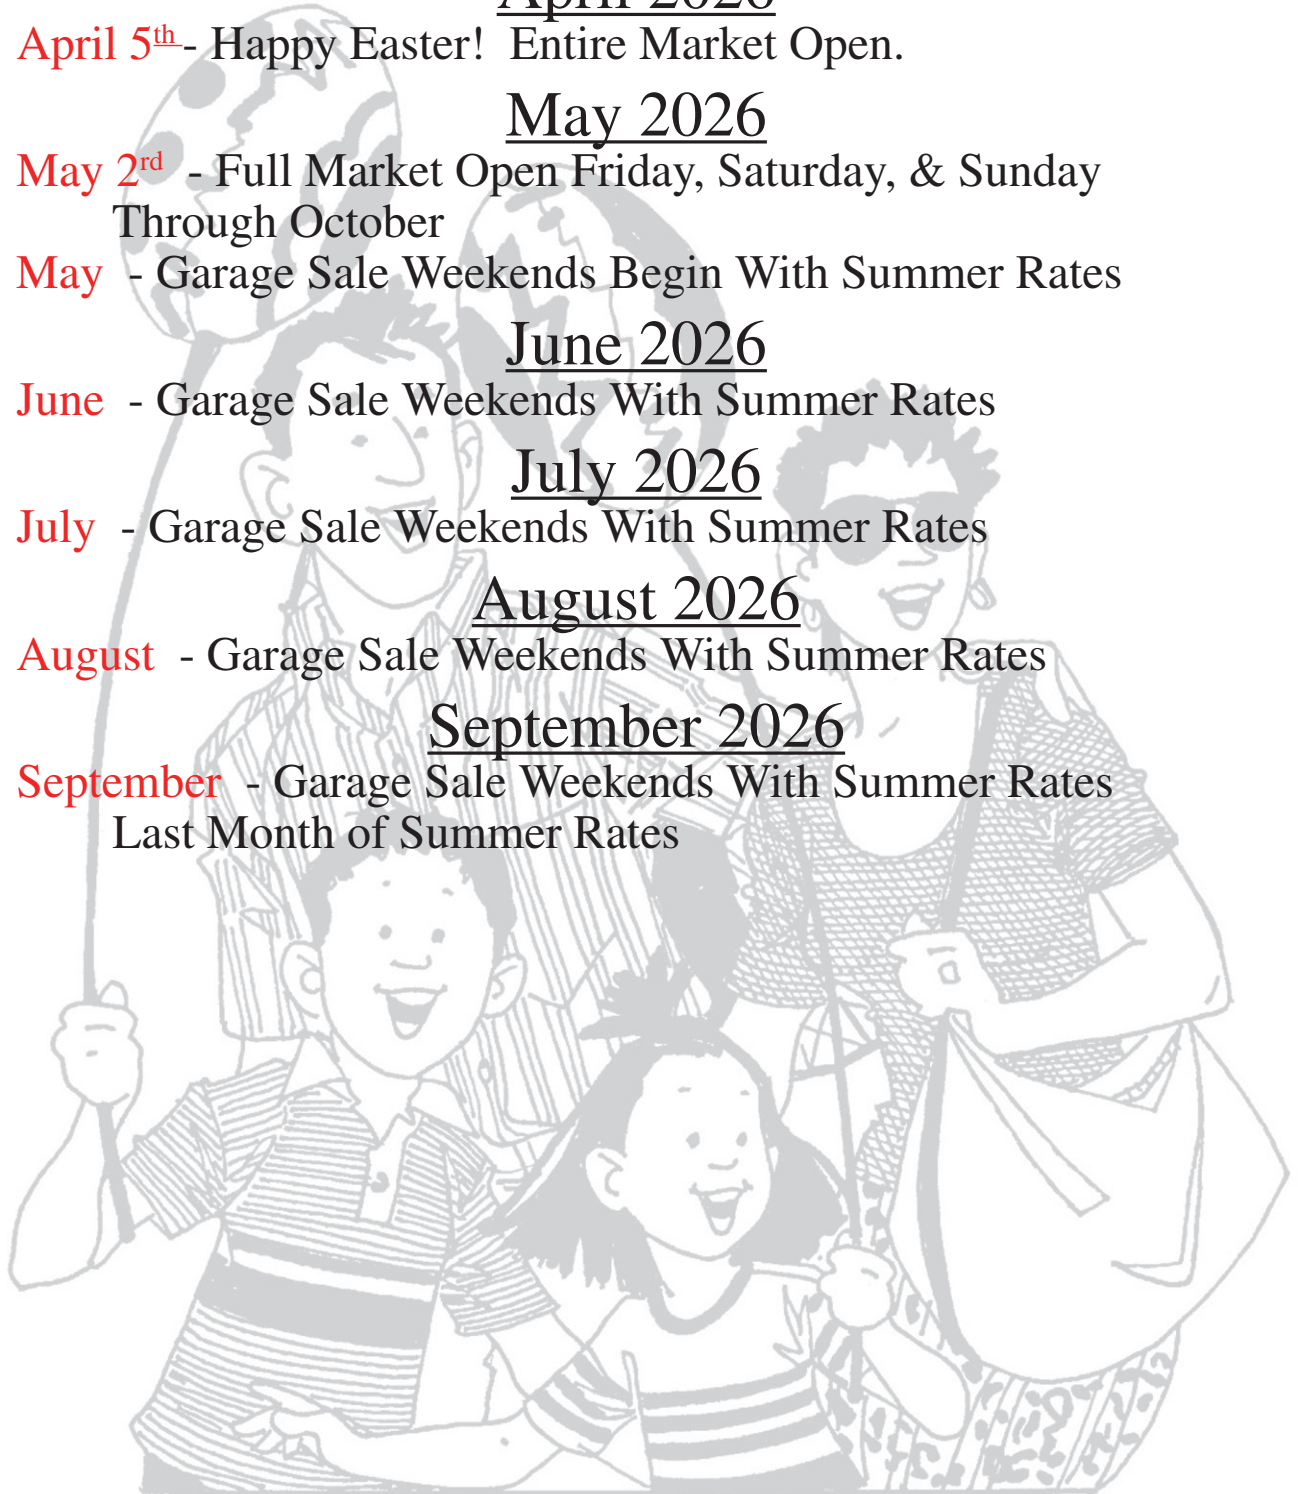 April 2026
April 5th - Happy Easter!  Entire Market Open.
May 2026
May 2rd  - Full Market Open Friday, Saturday, & Sunday
Through October
May  - Garage Sale Weekends Begin With Summer Rates
June 2026
June  - Garage Sale Weekends With Summer Rates
July 2026
July  - Garage Sale Weekends With Summer Rates
August 2026
August  - Garage Sale Weekends With Summer Rates
September 2026
September  - Garage Sale Weekends With Summer Rates
Last Month of Summer Rates